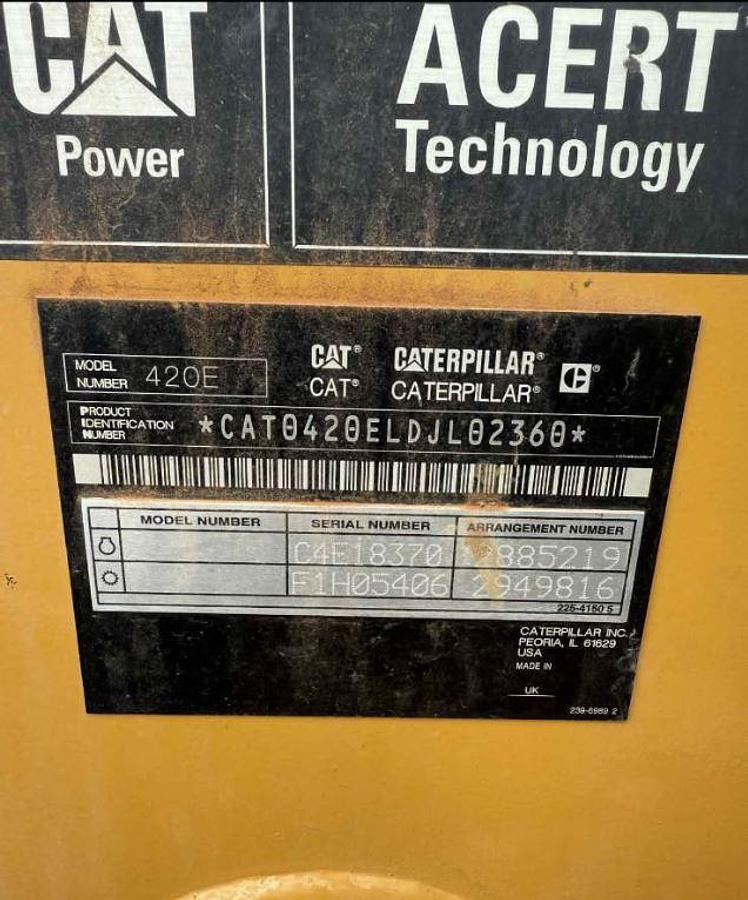 CAT
Power
ACERT
Technology
MODEL NUMBER 420E
CAT® CATERPILLAR®
CAT® CATERPILLAR®
PRODUCT IDENTIFICATION NUMBER *CAT0420ELDJL02360*
MODEL NUMBER SERIAL NUMBER ARRANGEMENT NUMBER
C4E18370 2885219
F1H05406 2949816
225-4150 5
CATERPILLAR INC.
PEORIA, IL 61629
USA
MADE IN
UK
239-6989 2